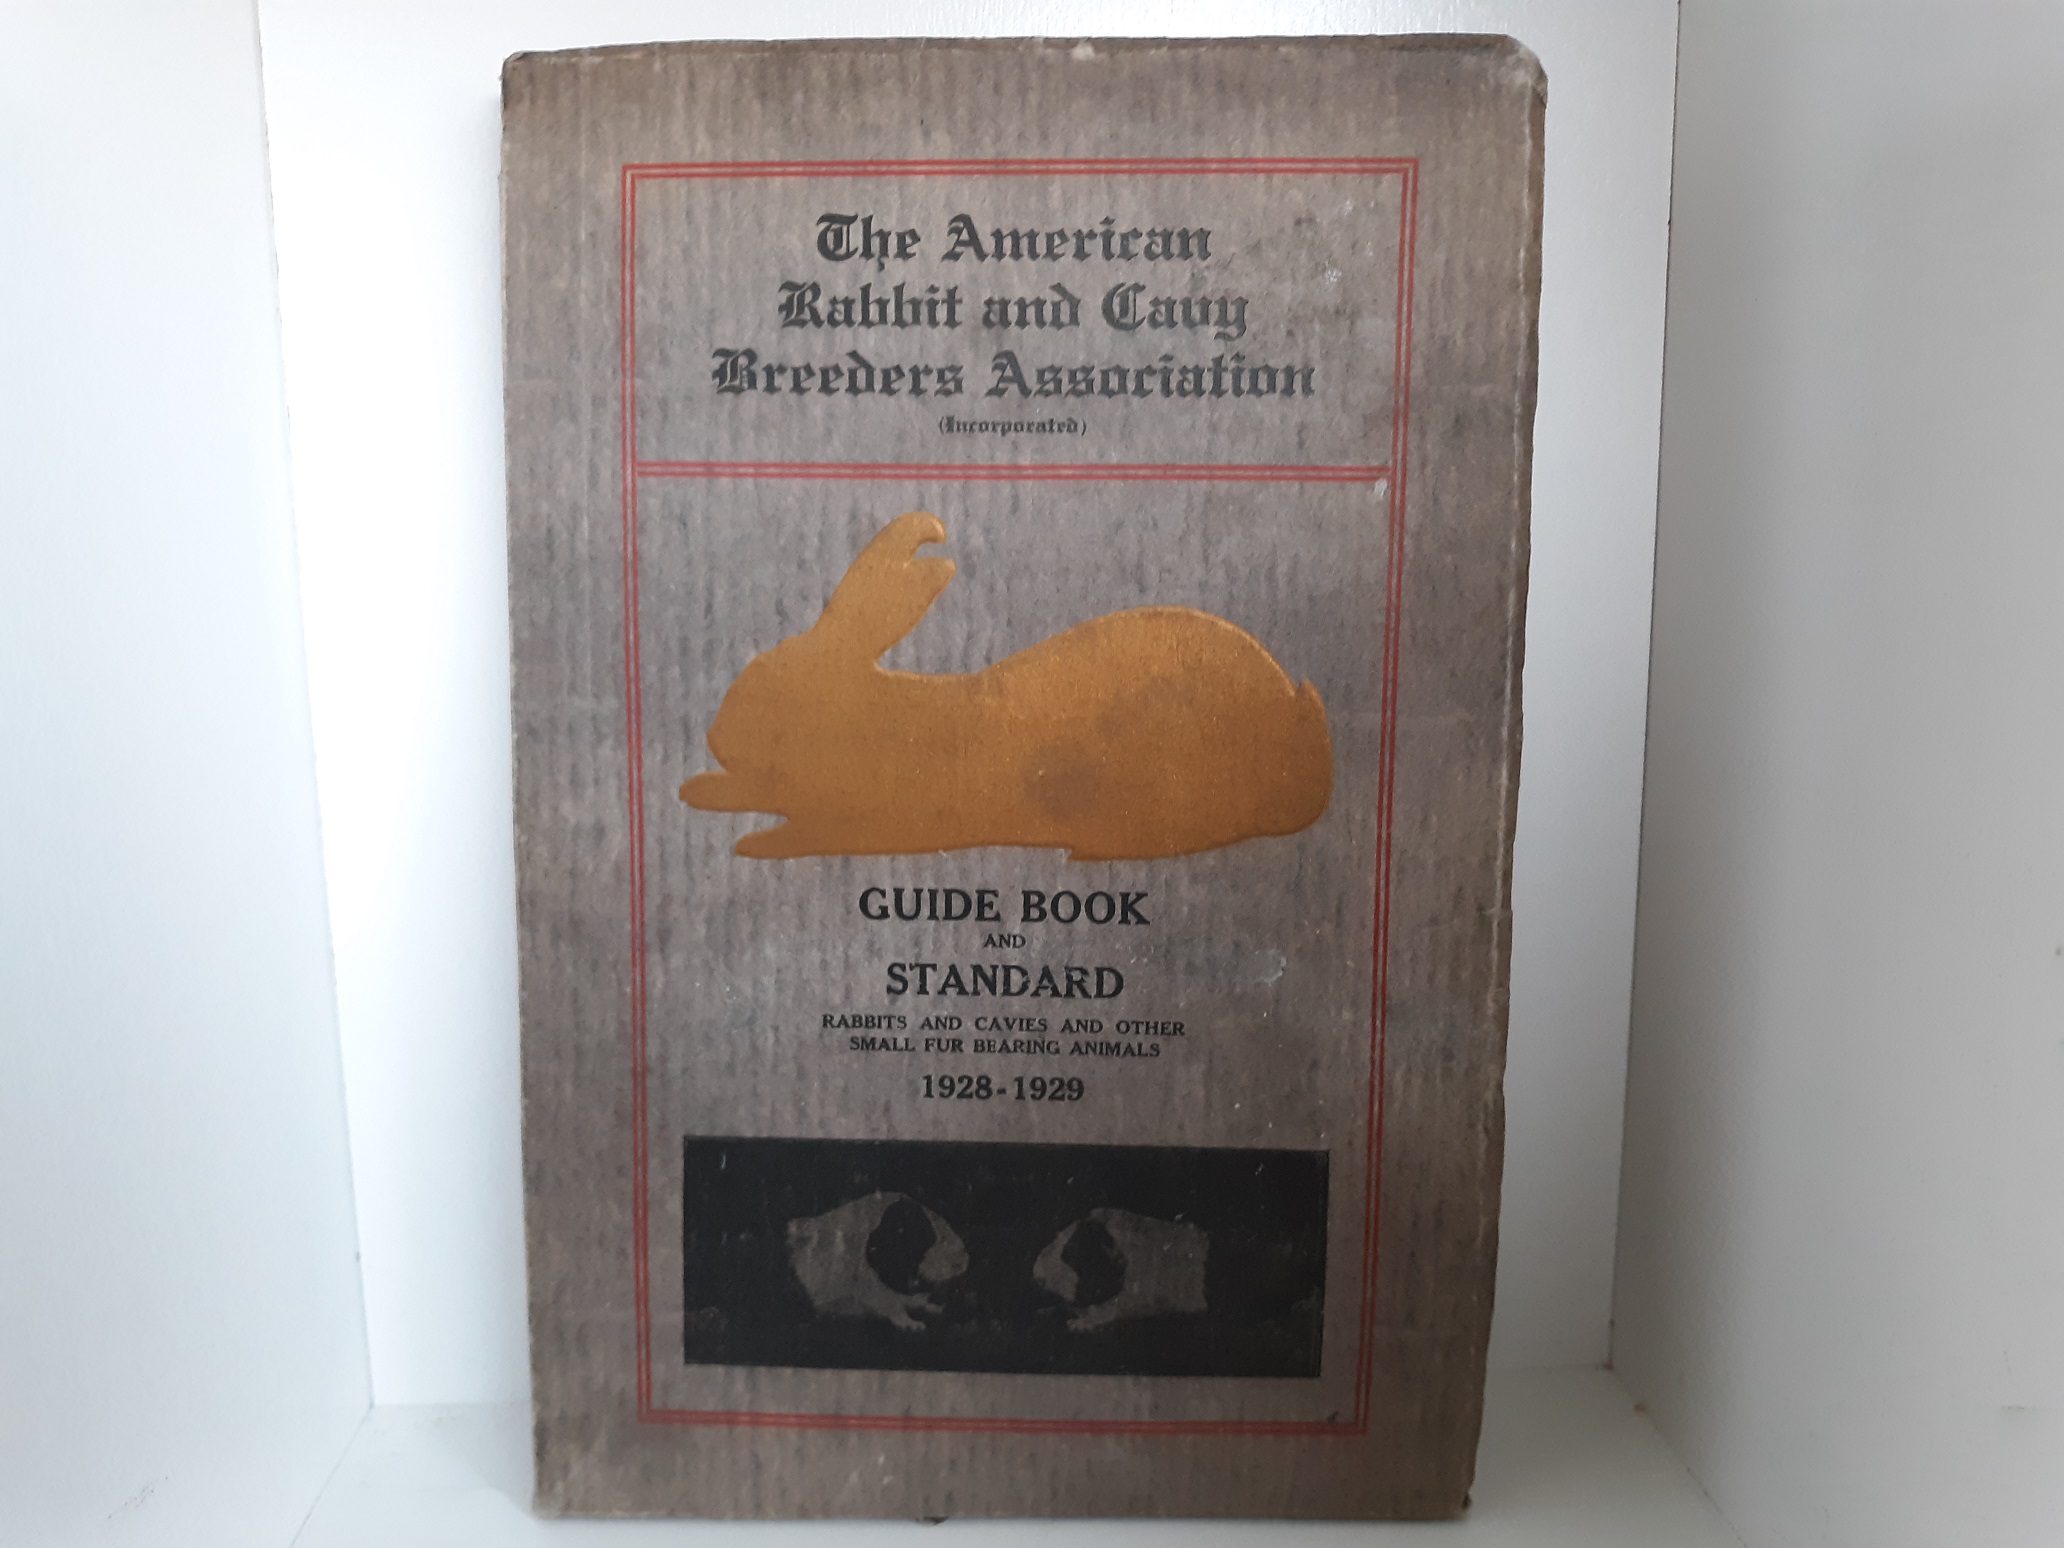 The American
Rabbit and Cavy
Breeders Association
(Incorporated)
GUIDE BOOK
AND
STANDARD
RABBITS AND CAVIES AND OTHER
SMALL FUR BEARING ANIMALS
1928-1929